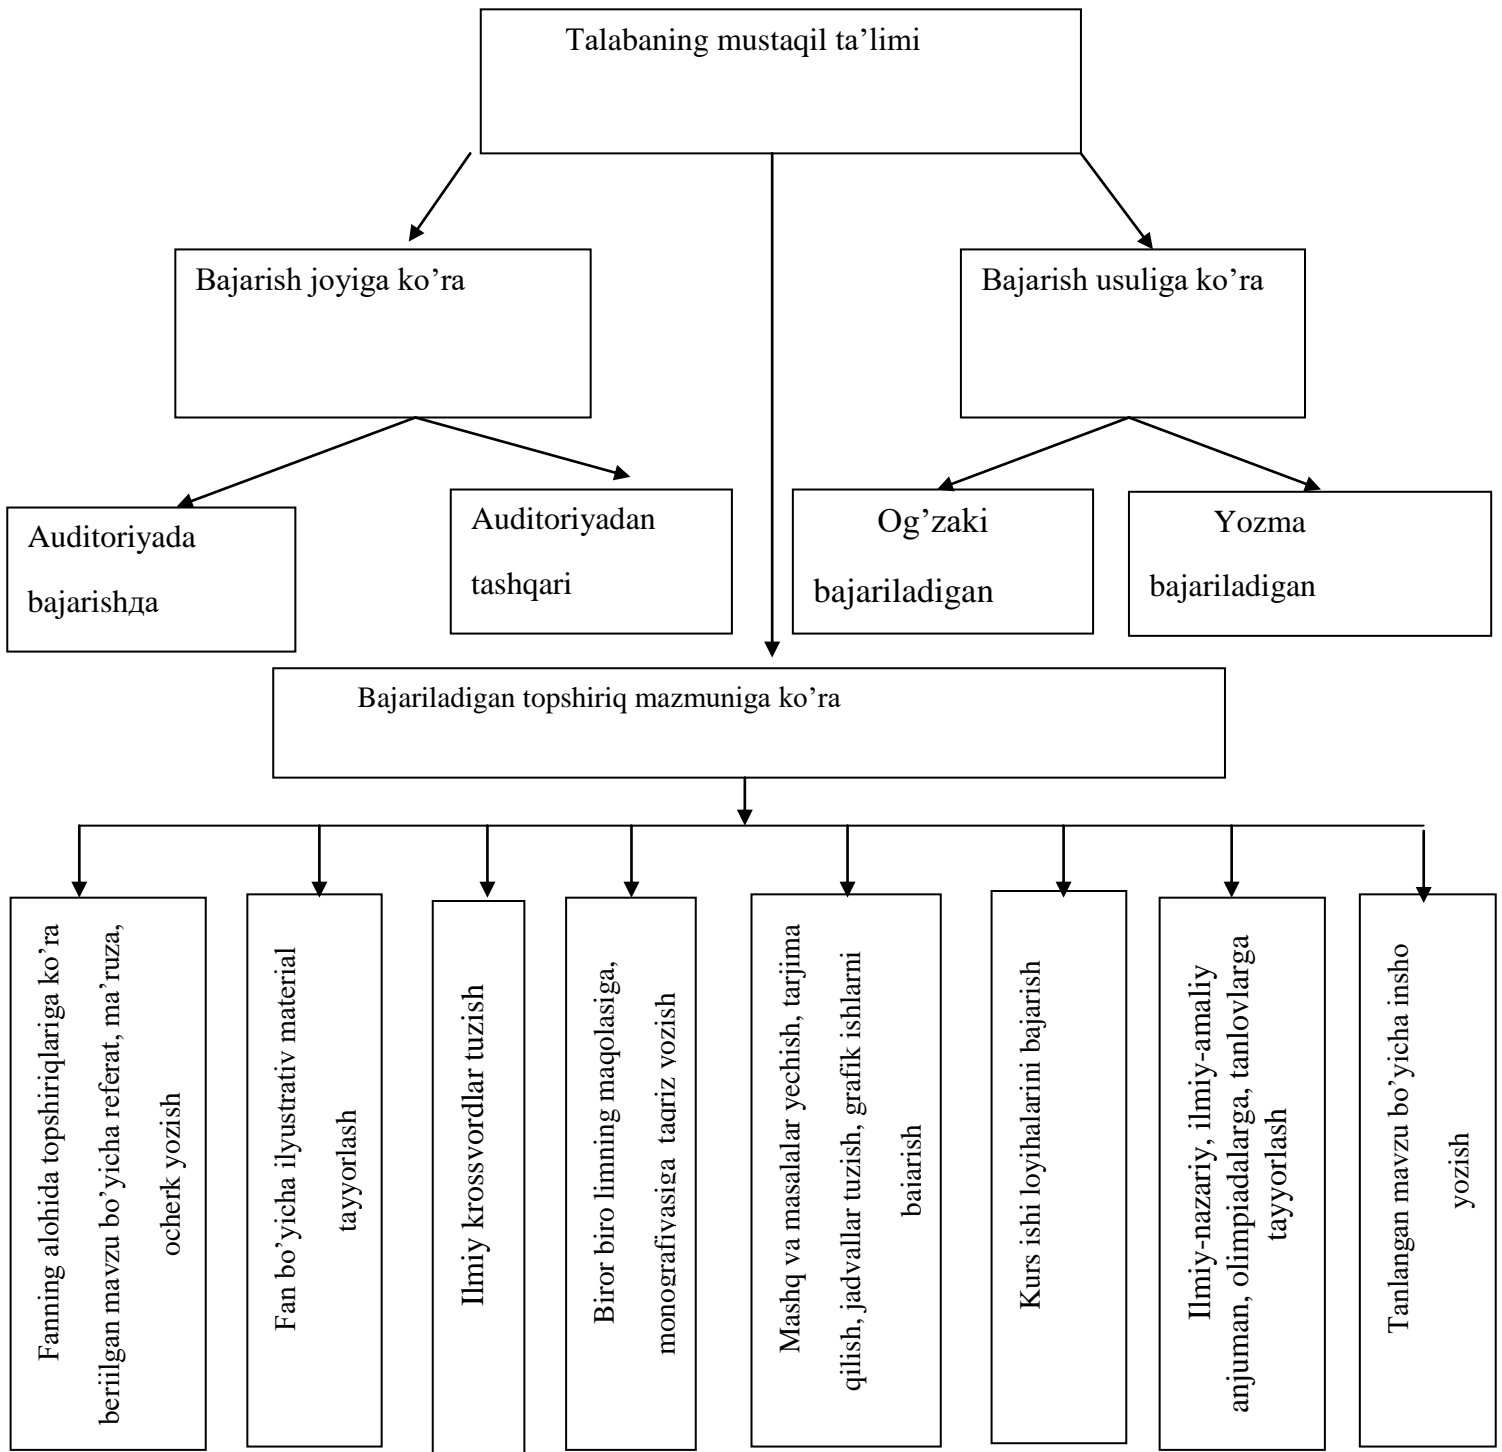 Talabaning mustaqil ta’limi
Bajarish joyiga ko’ra
Bajarish usuliga ko’ra
Auditoriyada
bajarishда
Auditoriyadan
tashqari
Og’zaki
bajariladigan
Yozma
bajariladigan
Bajariladigan topshiriq mazmuniga ko’ra
Fanning alohida topshiriqlariga ko’ra
beriilgan mavzu bo’yicha referat, ma’ruza,
ocherk yozish
Fan bo’yicha ilyustrativ material
tayyorlash
Ilmiy krossvordlar tuzish
Biror biro limning maqolasiga,
monografiyasiga taqriz yozish
Mashq va masalalar yechish, tarjima
qilish, jadvallar tuzish, grafik ishlarni
bajarish
Kurs ishi loyihalarini bajarish
Ilmiy-nazariy, ilmiy-amaliy
anjuman, olimpiadalarga, tanlovlarga
tayyorlash
Tanlangan mavzu bo’yicha insho
yozish